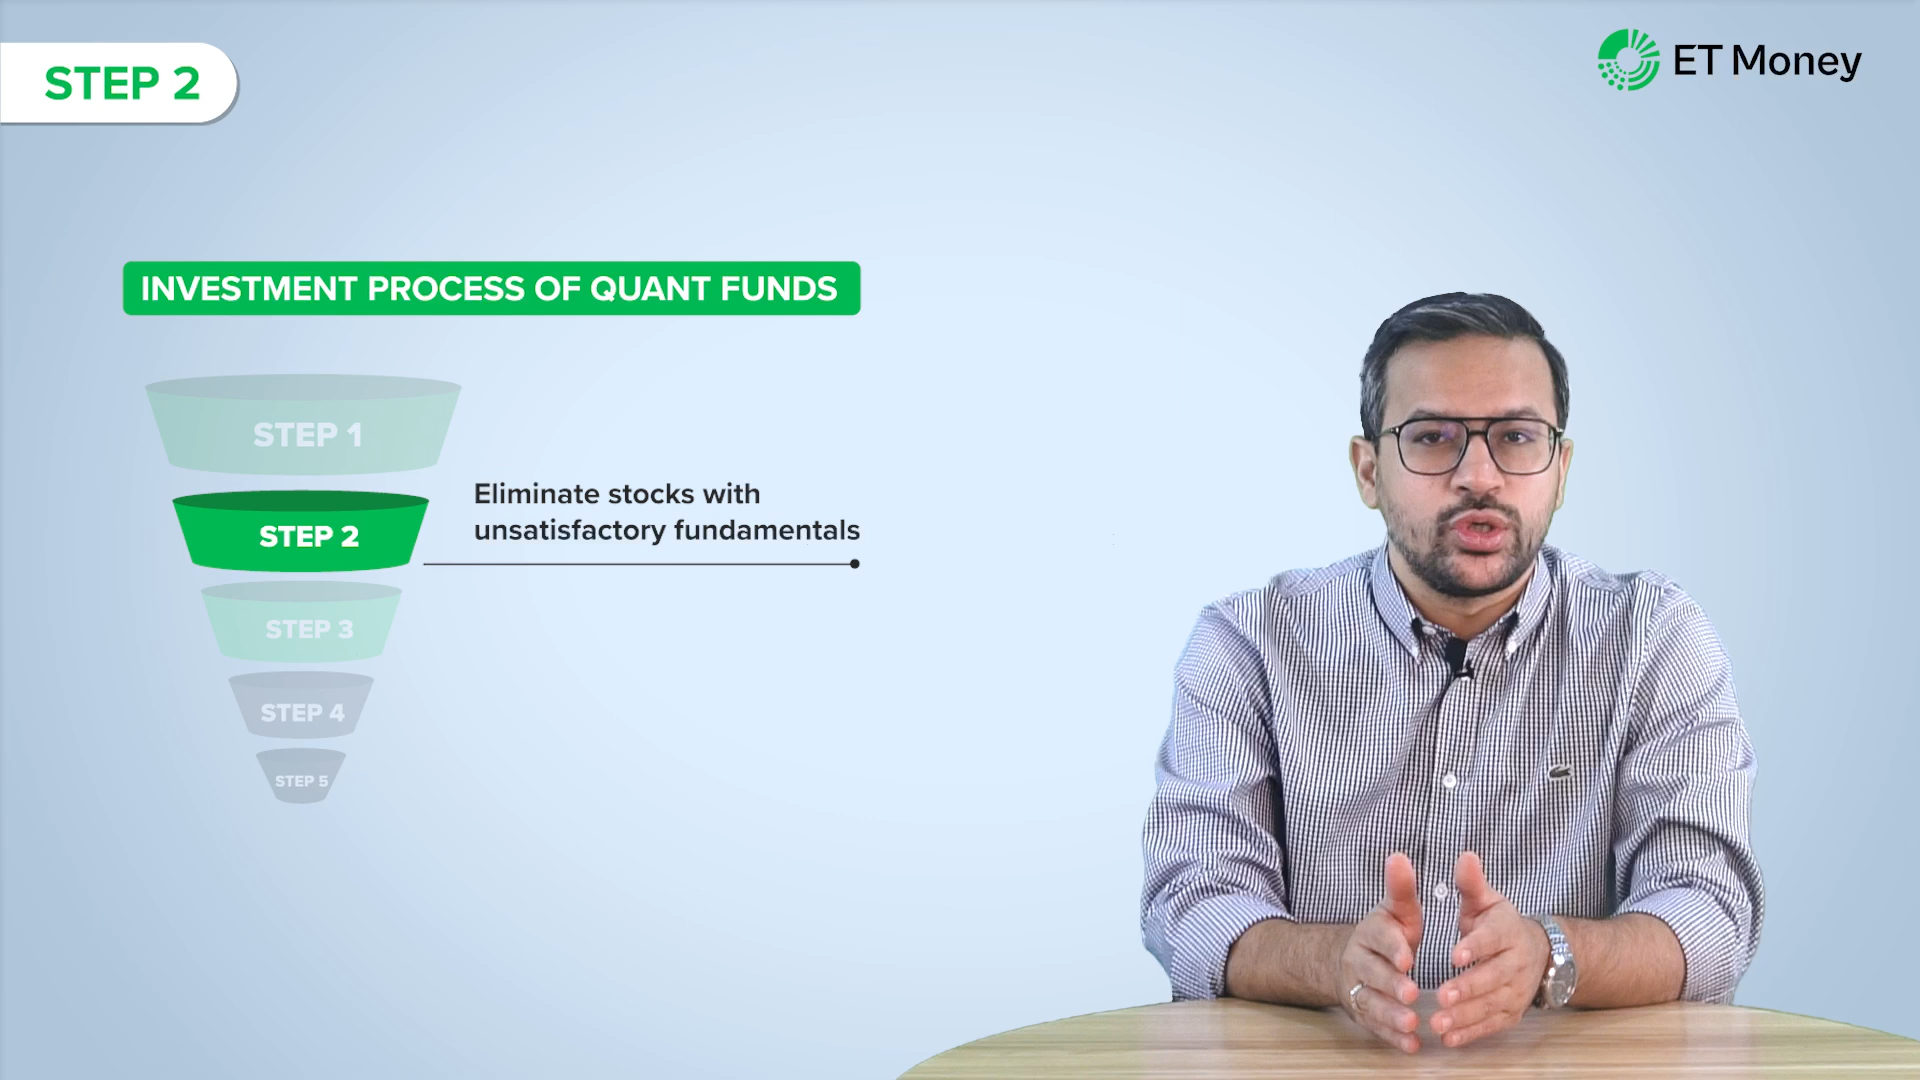 STEP 2
ET Money
INVESTMENT PROCESS OF QUANT FUNDS
STEP 1
STEP 2
Eliminate stocks with
unsatisfactory fundamentals
STEP 3
STEP 4
STEP 5